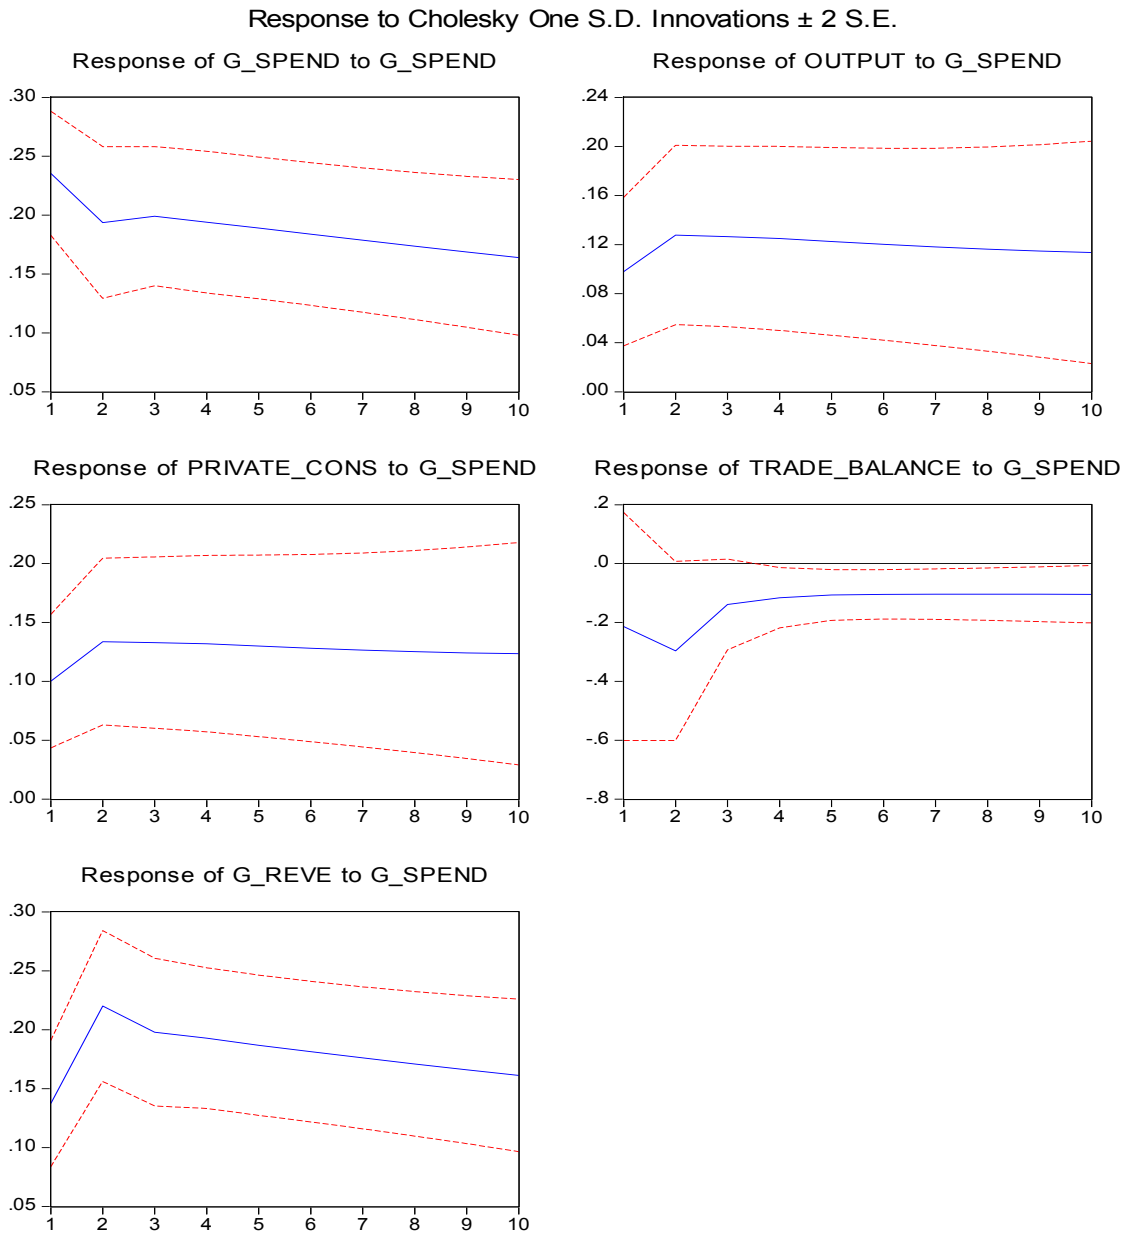 Response to Cholesky One S.D. Innovations ± 2 S.E.
Response of G_SPEND to G_SPEND
.30
.25
.20
.15
.10
.05
1 2 3 4 5 6 7 8 9 10
Response of OUTPUT to G_SPEND
.24
.20
.16
.12
.08
.04
.00
1 2 3 4 5 6 7 8 9 10
Response of PRIVATE_CONS to G_SPEND
.25
.20
.15
.10
.05
.00
1 2 3 4 5 6 7 8 9 10
Response of TRADE_BALANCE to G_SPEND
.2
.0
-.2
-.4
-.6
-.8
1 2 3 4 5 6 7 8 9 10
Response of G_REVE to G_SPEND
.30
.25
.20
.15
.10
.05
1 2 3 4 5 6 7 8 9 10